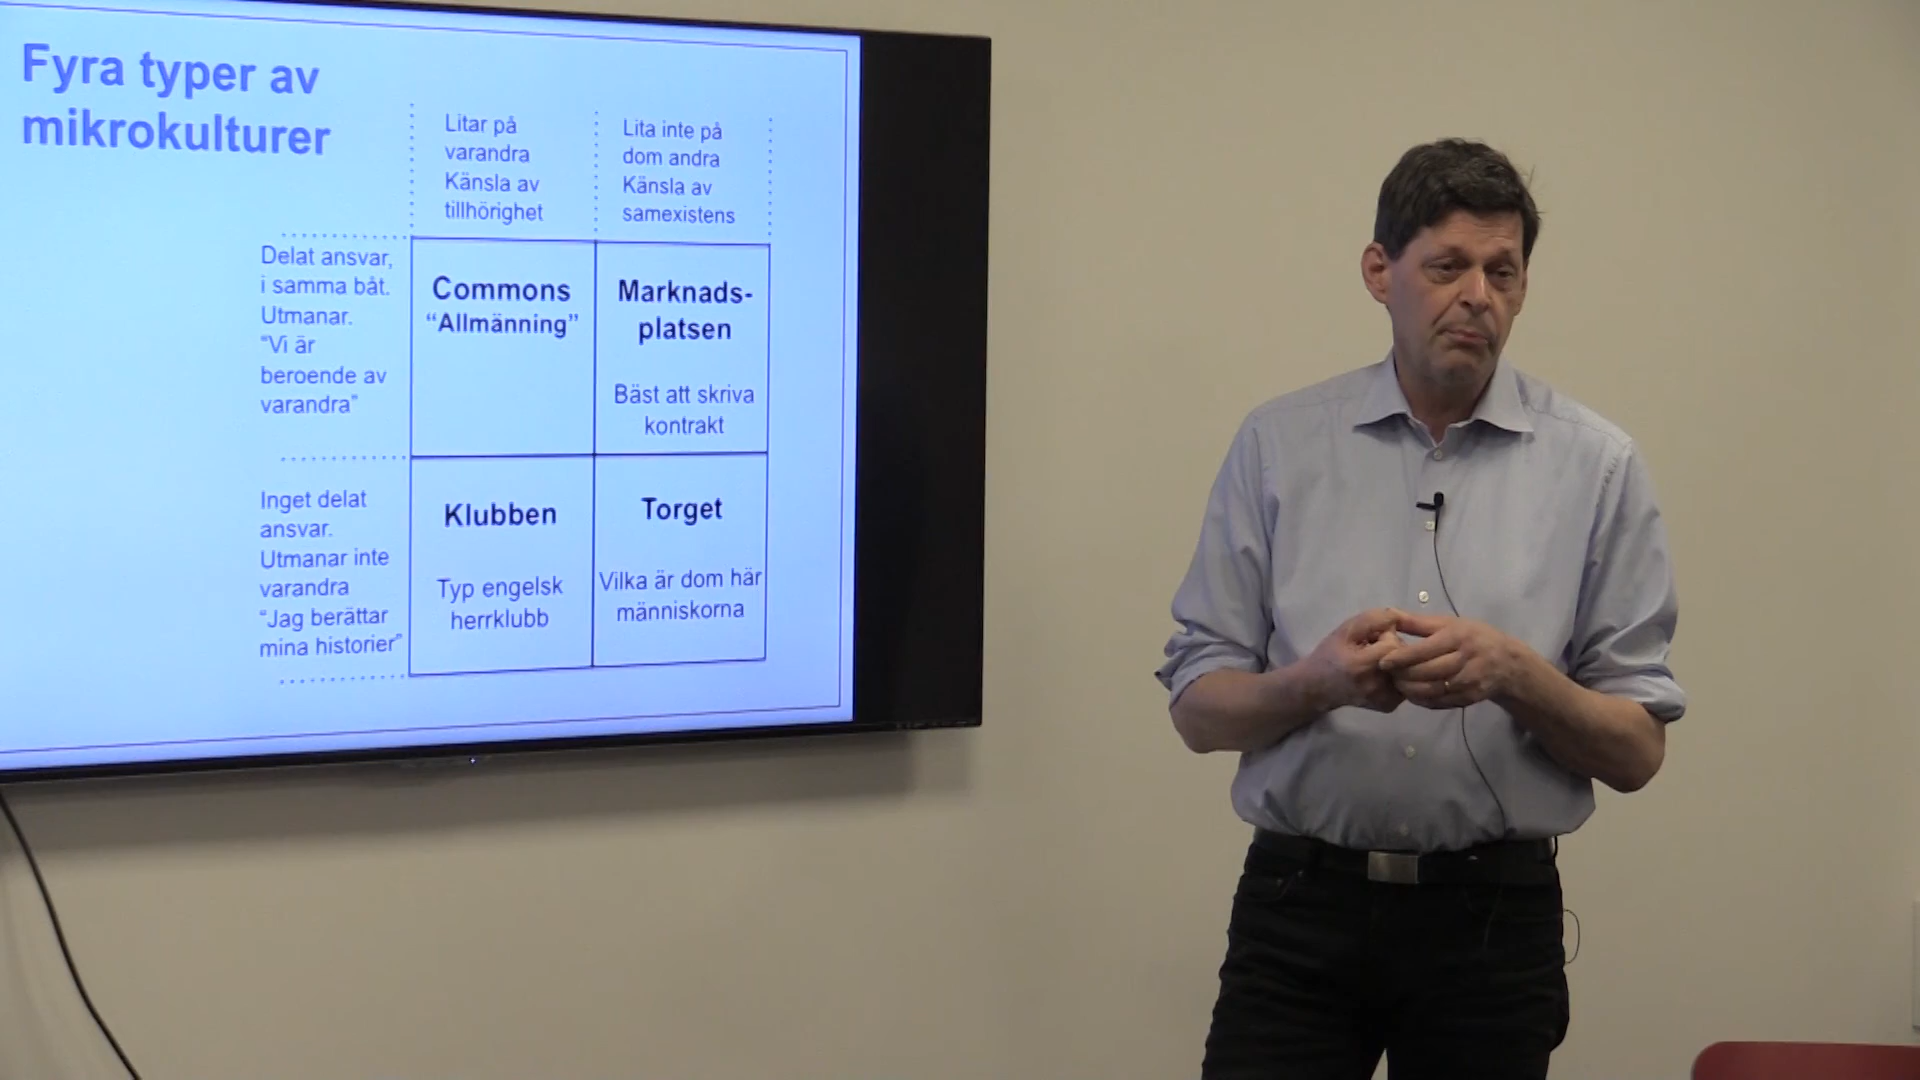 Fyra typer av
mikrokulturer
Litar på
varandra
Känsla av
tillhörighet
Lita inte på
dom andra
Känsla av
samexistens
Delat ansvar,
i samma båt.
Utmanar.
“Vi är
beroende av
varandra”
Commons
“Allmänning”
Marknads-
platsen
Bäst att skriva
kontrakt
Inget delat
ansvar.
Utmanar inte
varandra
“Jag berättar
mina historier”
Klubben
Typ engelsk
herrklubb
Torget
Vilka är dom här
människorna